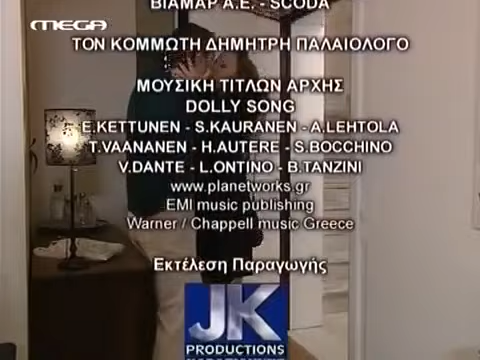 ΒΙΑΜΑΡ Α.Ε. - SCODA
MEGA
ΤΟΝ ΚΟΜΜΩΤΗ ΔΗΜΗΤΡΗ ΠΑΛΑΙΟΛΟΓΟ
ΜΟΥΣΙΚΗ ΤΙΤΛΩΝ ΑΡΧΗΣ
DOLLY SONG
E.KETTUNEN - S.KAURANEN - A.LEHTOLA
T.VAANANEN - H.AUTERE - S.BOCCHINO
V.DANTE - L.ONTINO - B.TANZINI
www.planetworks.gr
EMI music publishing
Warner / Chappell music Greece
Εκτέλεση Παραγωγής
JK
PRODUCTIONS